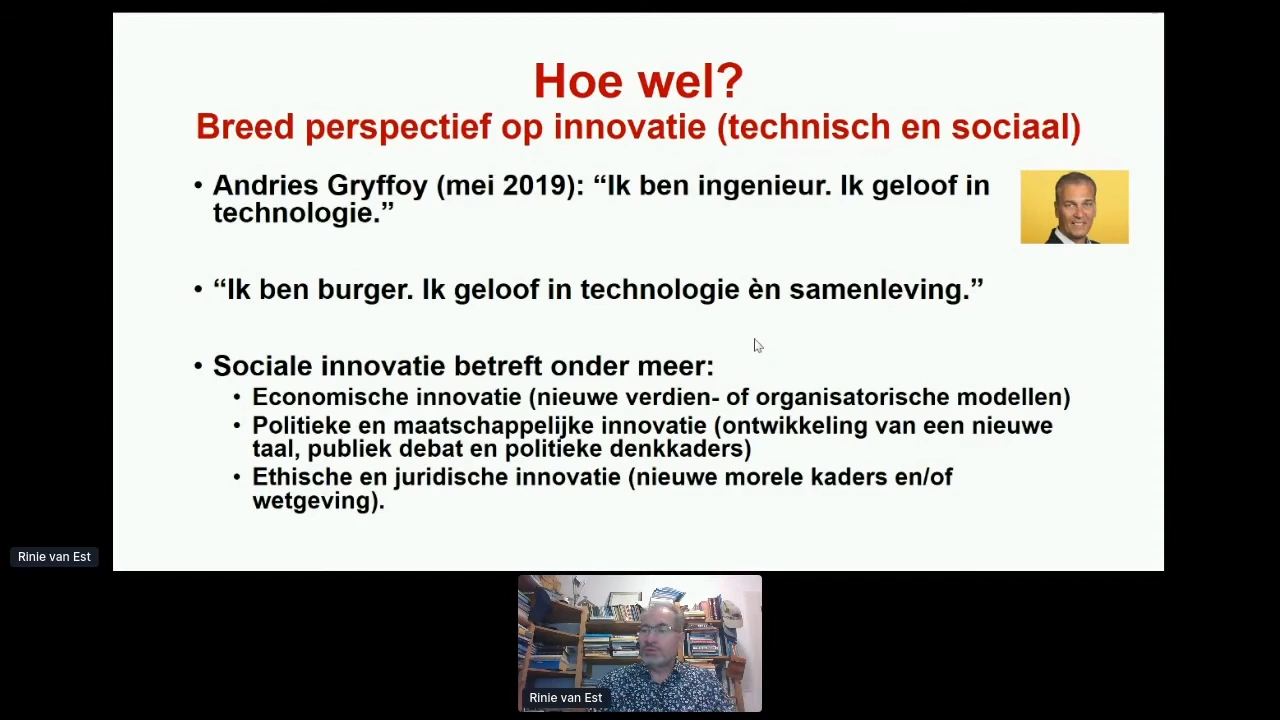 Hoe wel?
Breed perspectief op innovatie (technisch en sociaal)
• Andries Gryffoy (mei 2019): “Ik ben ingenieur. Ik geloof in
technologie.”
• “Ik ben burger. Ik geloof in technologie èn samenleving.”
• Sociale innovatie betreft onder meer:
• Economische innovatie (nieuwe verdien- of organisatorische modellen)
• Politieke en maatschappelijke innovatie (ontwikkeling van een nieuwe
taal, publiek debat en politieke denkkaders)
• Ethische en juridische innovatie (nieuwe morele kaders en/of
wetgeving).
Rinie van Est
Rinie van Est